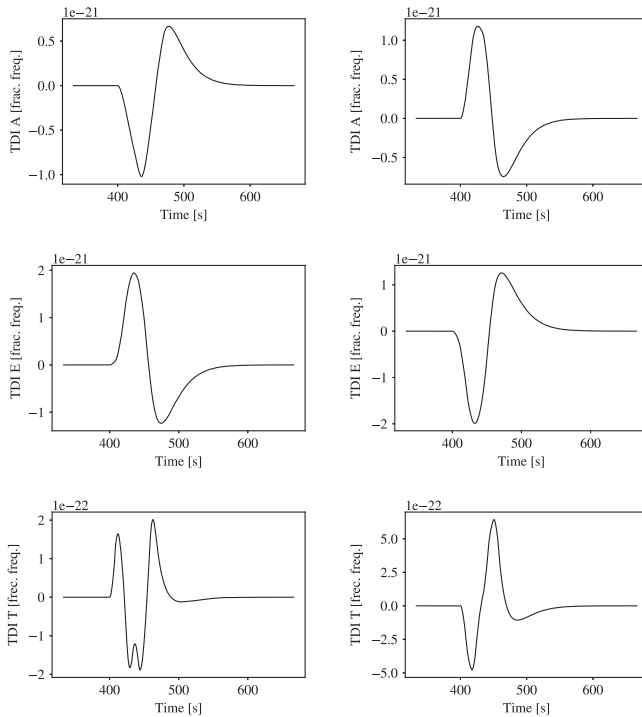 1e−21
0.5
0.0
−0.5
−1.0
TDI A [frac. freq.]
400
500
600
Time [s]
1e−21
1.0
0.5
0.0
−0.5
TDI A [frac. freq.]
400
500
600
Time [s]
1e−21
2
1
0
−1
TDI E [frac. freq.]
400
500
600
Time [s]
1e−21
1
0
−1
−2
TDI E [frac. freq.]
400
500
600
Time [s]
1e−22
2
1
0
−1
−2
TDI T [frec. freq.]
400
500
600
Time [s]
1e−22
5.0
2.5
0.0
−2.5
−5.0
TDI T [frec. freq.]
400
500
600
Time [s]